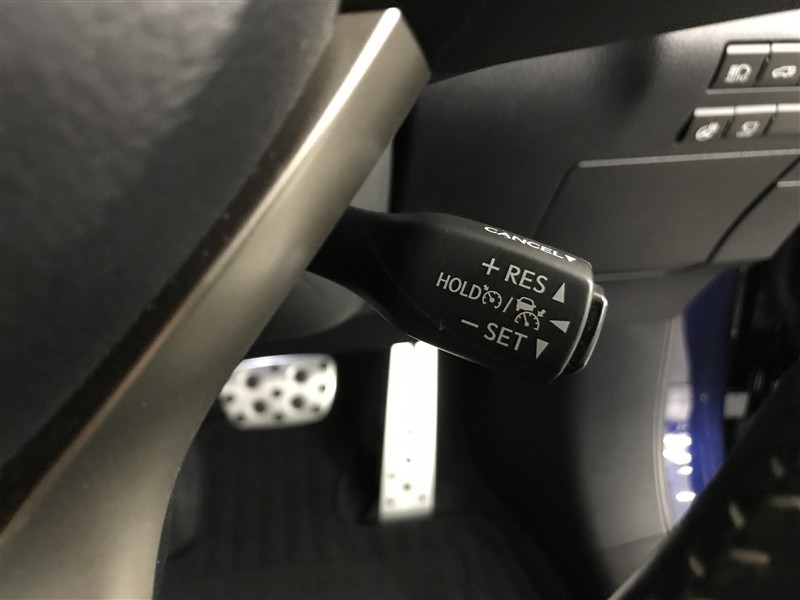 CANCEL
+ RES
HOLD /
− SET